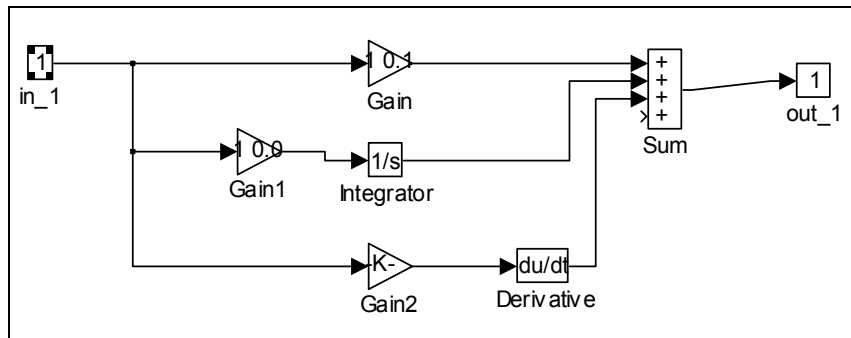 1
in_1
1 0.1
Gain
1 0.0
Gain1
1/s
Integrator
-K-
Gain2
du/dt
Derivative
+
+
+
+
Sum
1
out_1